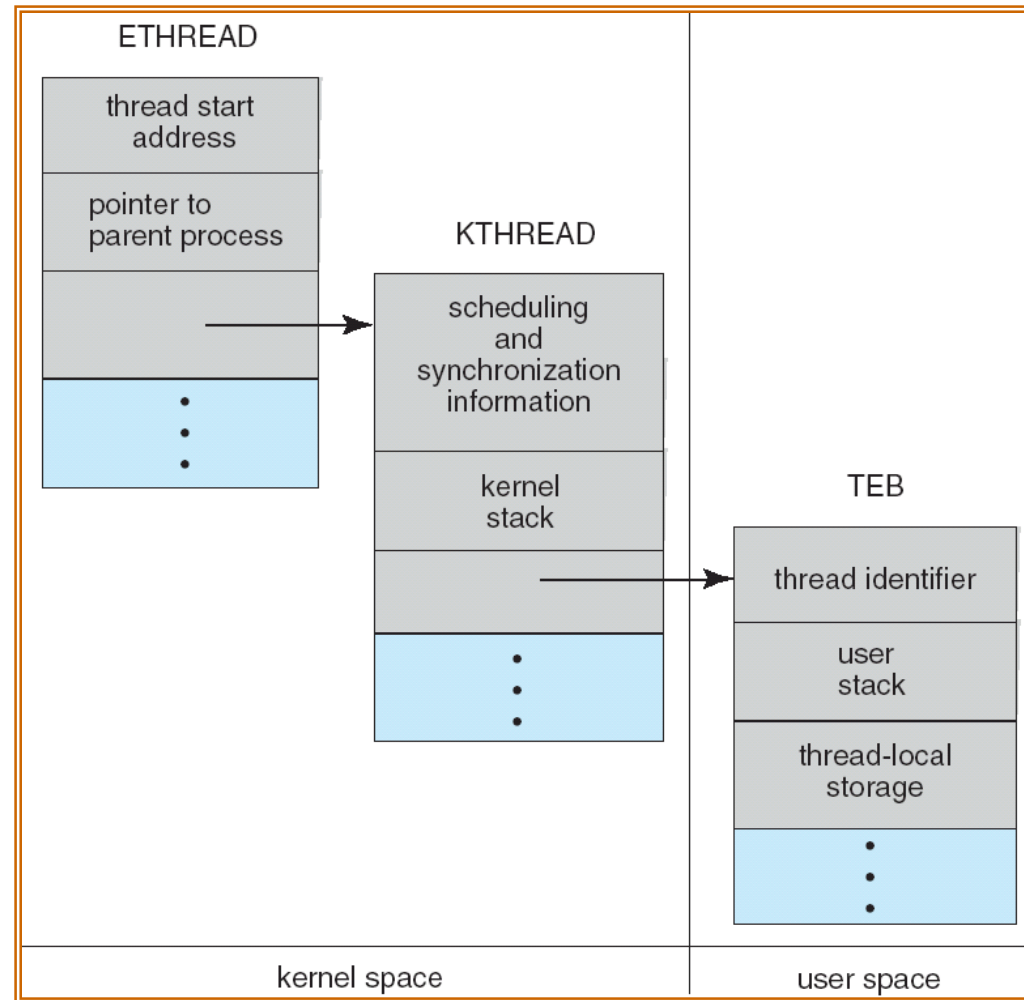 ETHREAD
thread start
address
pointer to
parent process
KTHREAD
scheduling
and
synchronization
information
kernel
stack
TEB
thread identifier
user
stack
thread-local
storage
kernel space
user space